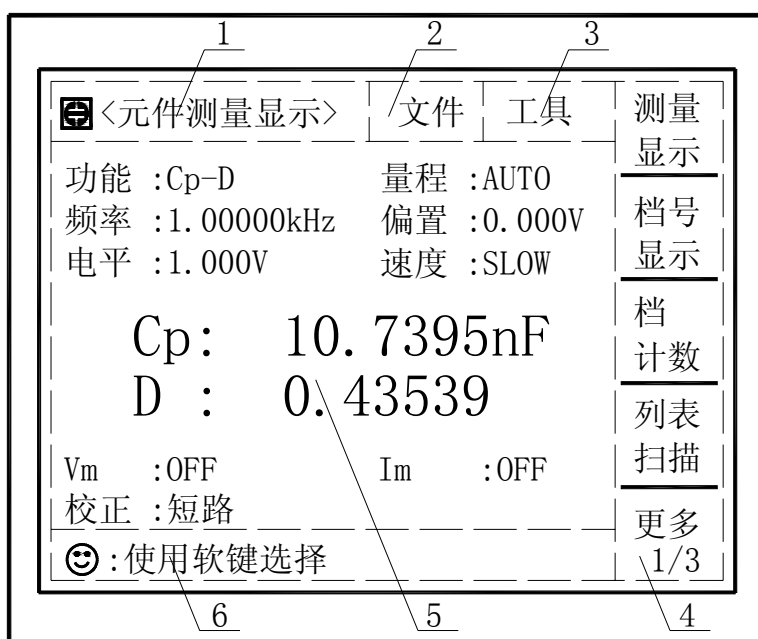 1 2 3
<元件测量显示> 文件 工具
测量
显示
功能 :Cp-D 量程 :AUTO
频率 :1.00000kHz 偏置 :0.000V
电平 :1.000V 速度 :SLOW
档号
显示
Cp: 10.7395nF
D : 0.43539
档
计数
列表
扫描
Vm :OFF Im :OFF
校正 :短路
更多
1/3
:使用软键选择
6 5 4